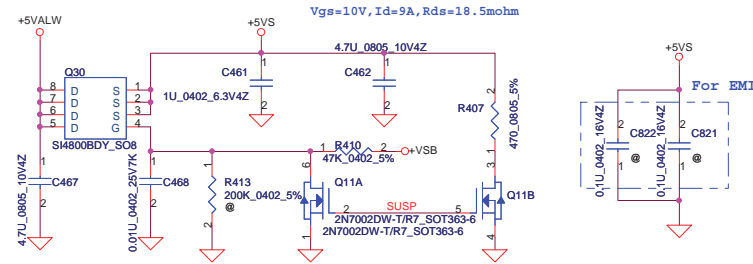 Vgs=10V,Id=9A,Rds=18.5mohm
+5VALW
+5VS
+5VS
Q30
8
7
6
5
D
D
D
D
S
S
S
G
1
2
3
4
SI4800BDY_SO8
1
C461
2
1U_0402_6.3V4Z
4.7U_0805_10V4Z
1
C462
2
2
R407
1
470_0805_5%
1
C467
2
4.7U_0805_10V4Z
1
C468
2
0.01U_0402_25V7K
1
R413
200K_0402_5%
@
2
1
R410
2
47K_0402_5%
+VSB
6
Q11A
2
1
2N7002DW-T/R7_SOT363-6
SUSP
3
Q11B
5
4
2N7002DW-T/R7_SOT363-6
For EMI
2
C822
@
1
0.1U_0402_16V4Z
2
C821
@
1
0.1U_0402_16V4Z